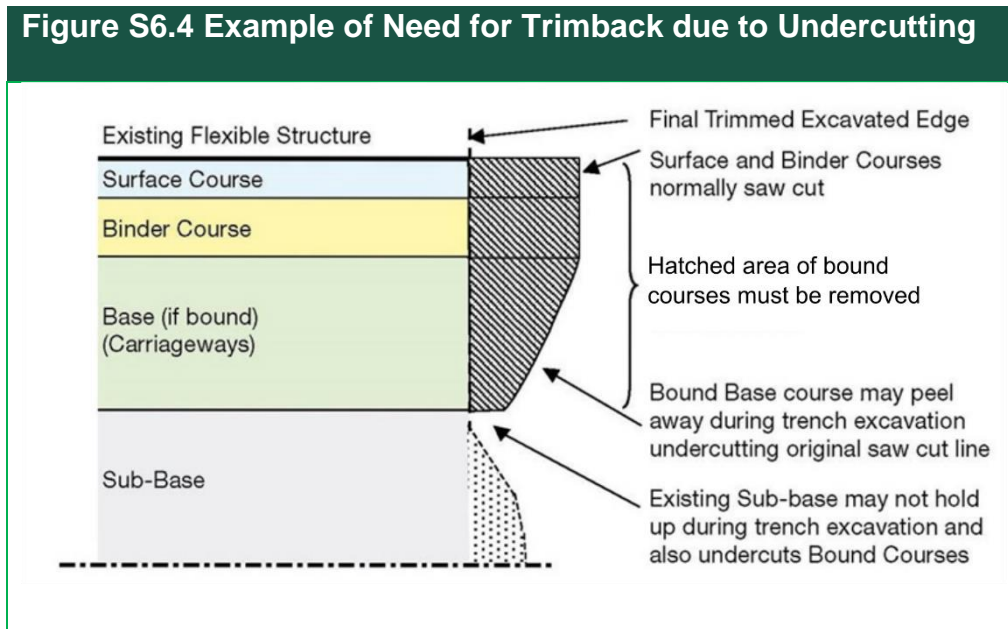 Figure S6.4 Example of Need for Trimback due to Undercutting
Existing Flexible Structure
Surface Course
Binder Course
Base (if bound)
(Carriageways)
Sub-Base
Final Trimmed Excavated Edge
Surface and Binder Courses
normally saw cut
Hatched area of bound
courses must be removed
Bound Base course may peel
away during trench excavation
undercutting original saw cut line
Existing Sub-base may not hold
up during trench excavation and
also undercuts Bound Courses